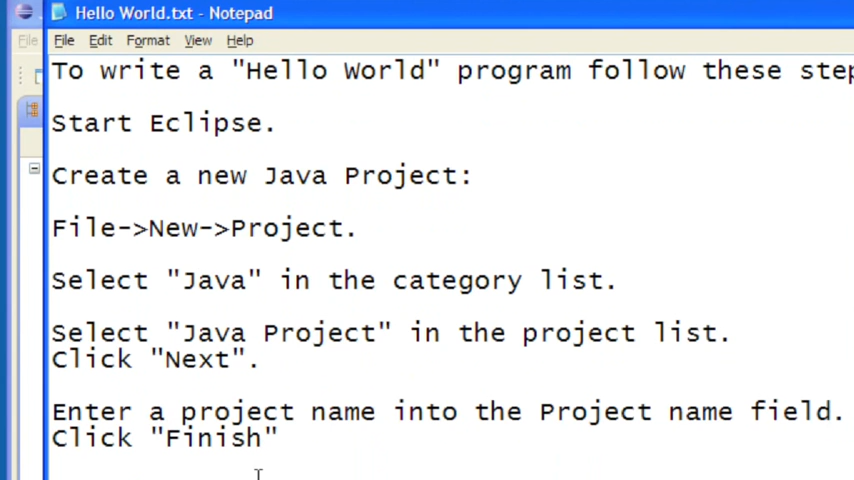 Hello World.txt - Notepad
File
File Edit Format View Help
To write a "Hello World" program follow these
Start Eclipse.
Create a new Java Project:
File->New->Project.
Select "Java" in the category list.
Select "Java Project" in the project list.
Click "Next".
Enter a project name into the Project name field.
Click "Finish"